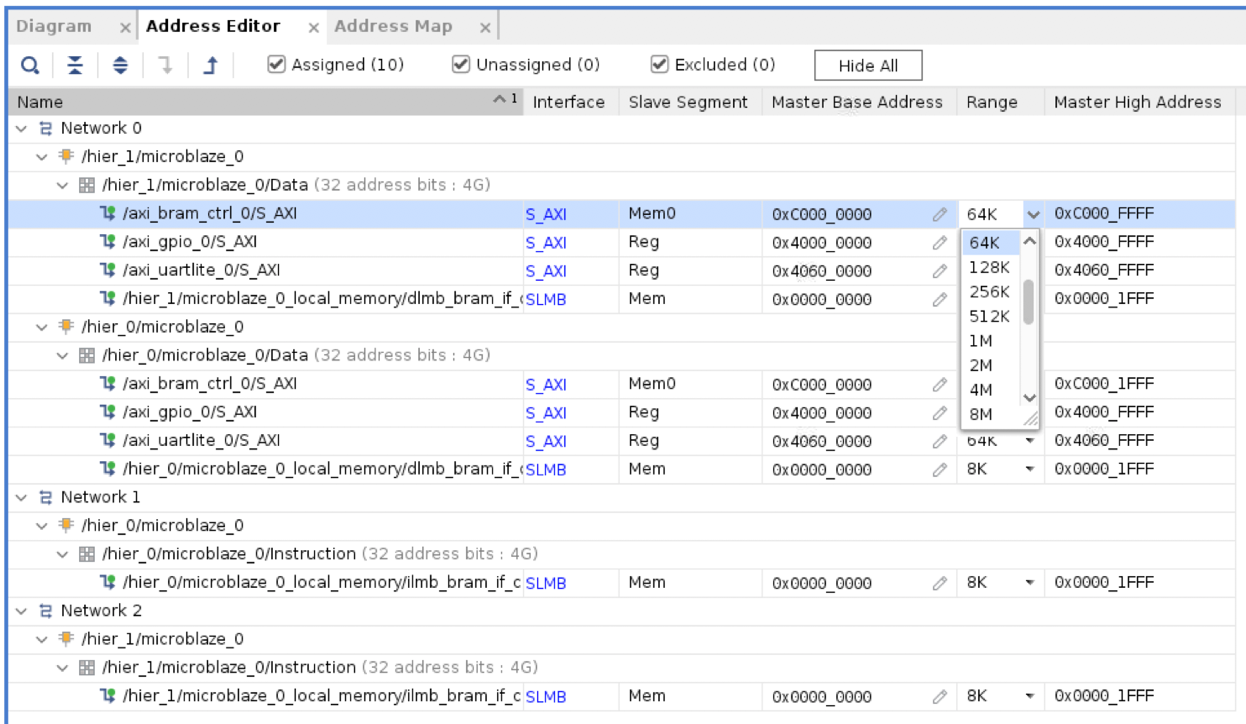 Diagram × Address Editor × Address Map ×
Assigned (10) Unassigned (0) Excluded (0) Hide All
Name ^ 1 Interface Slave Segment Master Base Address Range Master High Address
Network 0
/hier_1/microblaze_0
/hier_1/microblaze_0/Data (32 address bits : 4G)
/axi_bram_ctrl_0/S_AXI S_AXI Mem0 0xC000_0000 64K 0xC000_FFFF
/axi_gpio_0/S_AXI S_AXI Reg 0x4000_0000 64K 0x4000_FFFF
/axi_uartlite_0/S_AXI S_AXI Reg 0x4060_0000 128K 0x4060_FFFF
/hier_1/microblaze_0_local_memory/dlmb_bram_if_c SLMB Mem 0x0000_0000 256K 0x0000_1FFF
/hier_0/microblaze_0 512K
/hier_0/microblaze_0/Data (32 address bits : 4G) 1M
2M
/axi_bram_ctrl_0/S_AXI S_AXI Mem0 0xC000_0000 4M 0xC000_1FFF
/axi_gpio_0/S_AXI S_AXI Reg 0x4000_0000 8M 0x4000_FFFF
/axi_uartlite_0/S_AXI S_AXI Reg 0x4060_0000 64K 0x4060_FFFF
/hier_0/microblaze_0_local_memory/dlmb_bram_if_c SLMB Mem 0x0000_0000 8K 0x0000_1FFF
Network 1
/hier_0/microblaze_0
/hier_0/microblaze_0/Instruction (32 address bits : 4G)
/hier_0/microblaze_0_local_memory/ilmb_bram_if_c SLMB Mem 0x0000_0000 8K 0x0000_1FFF
Network 2
/hier_1/microblaze_0
/hier_1/microblaze_0/Instruction (32 address bits : 4G)
/hier_1/microblaze_0_local_memory/ilmb_bram_if_c SLMB Mem 0x0000_0000 8K 0x0000_1FFF